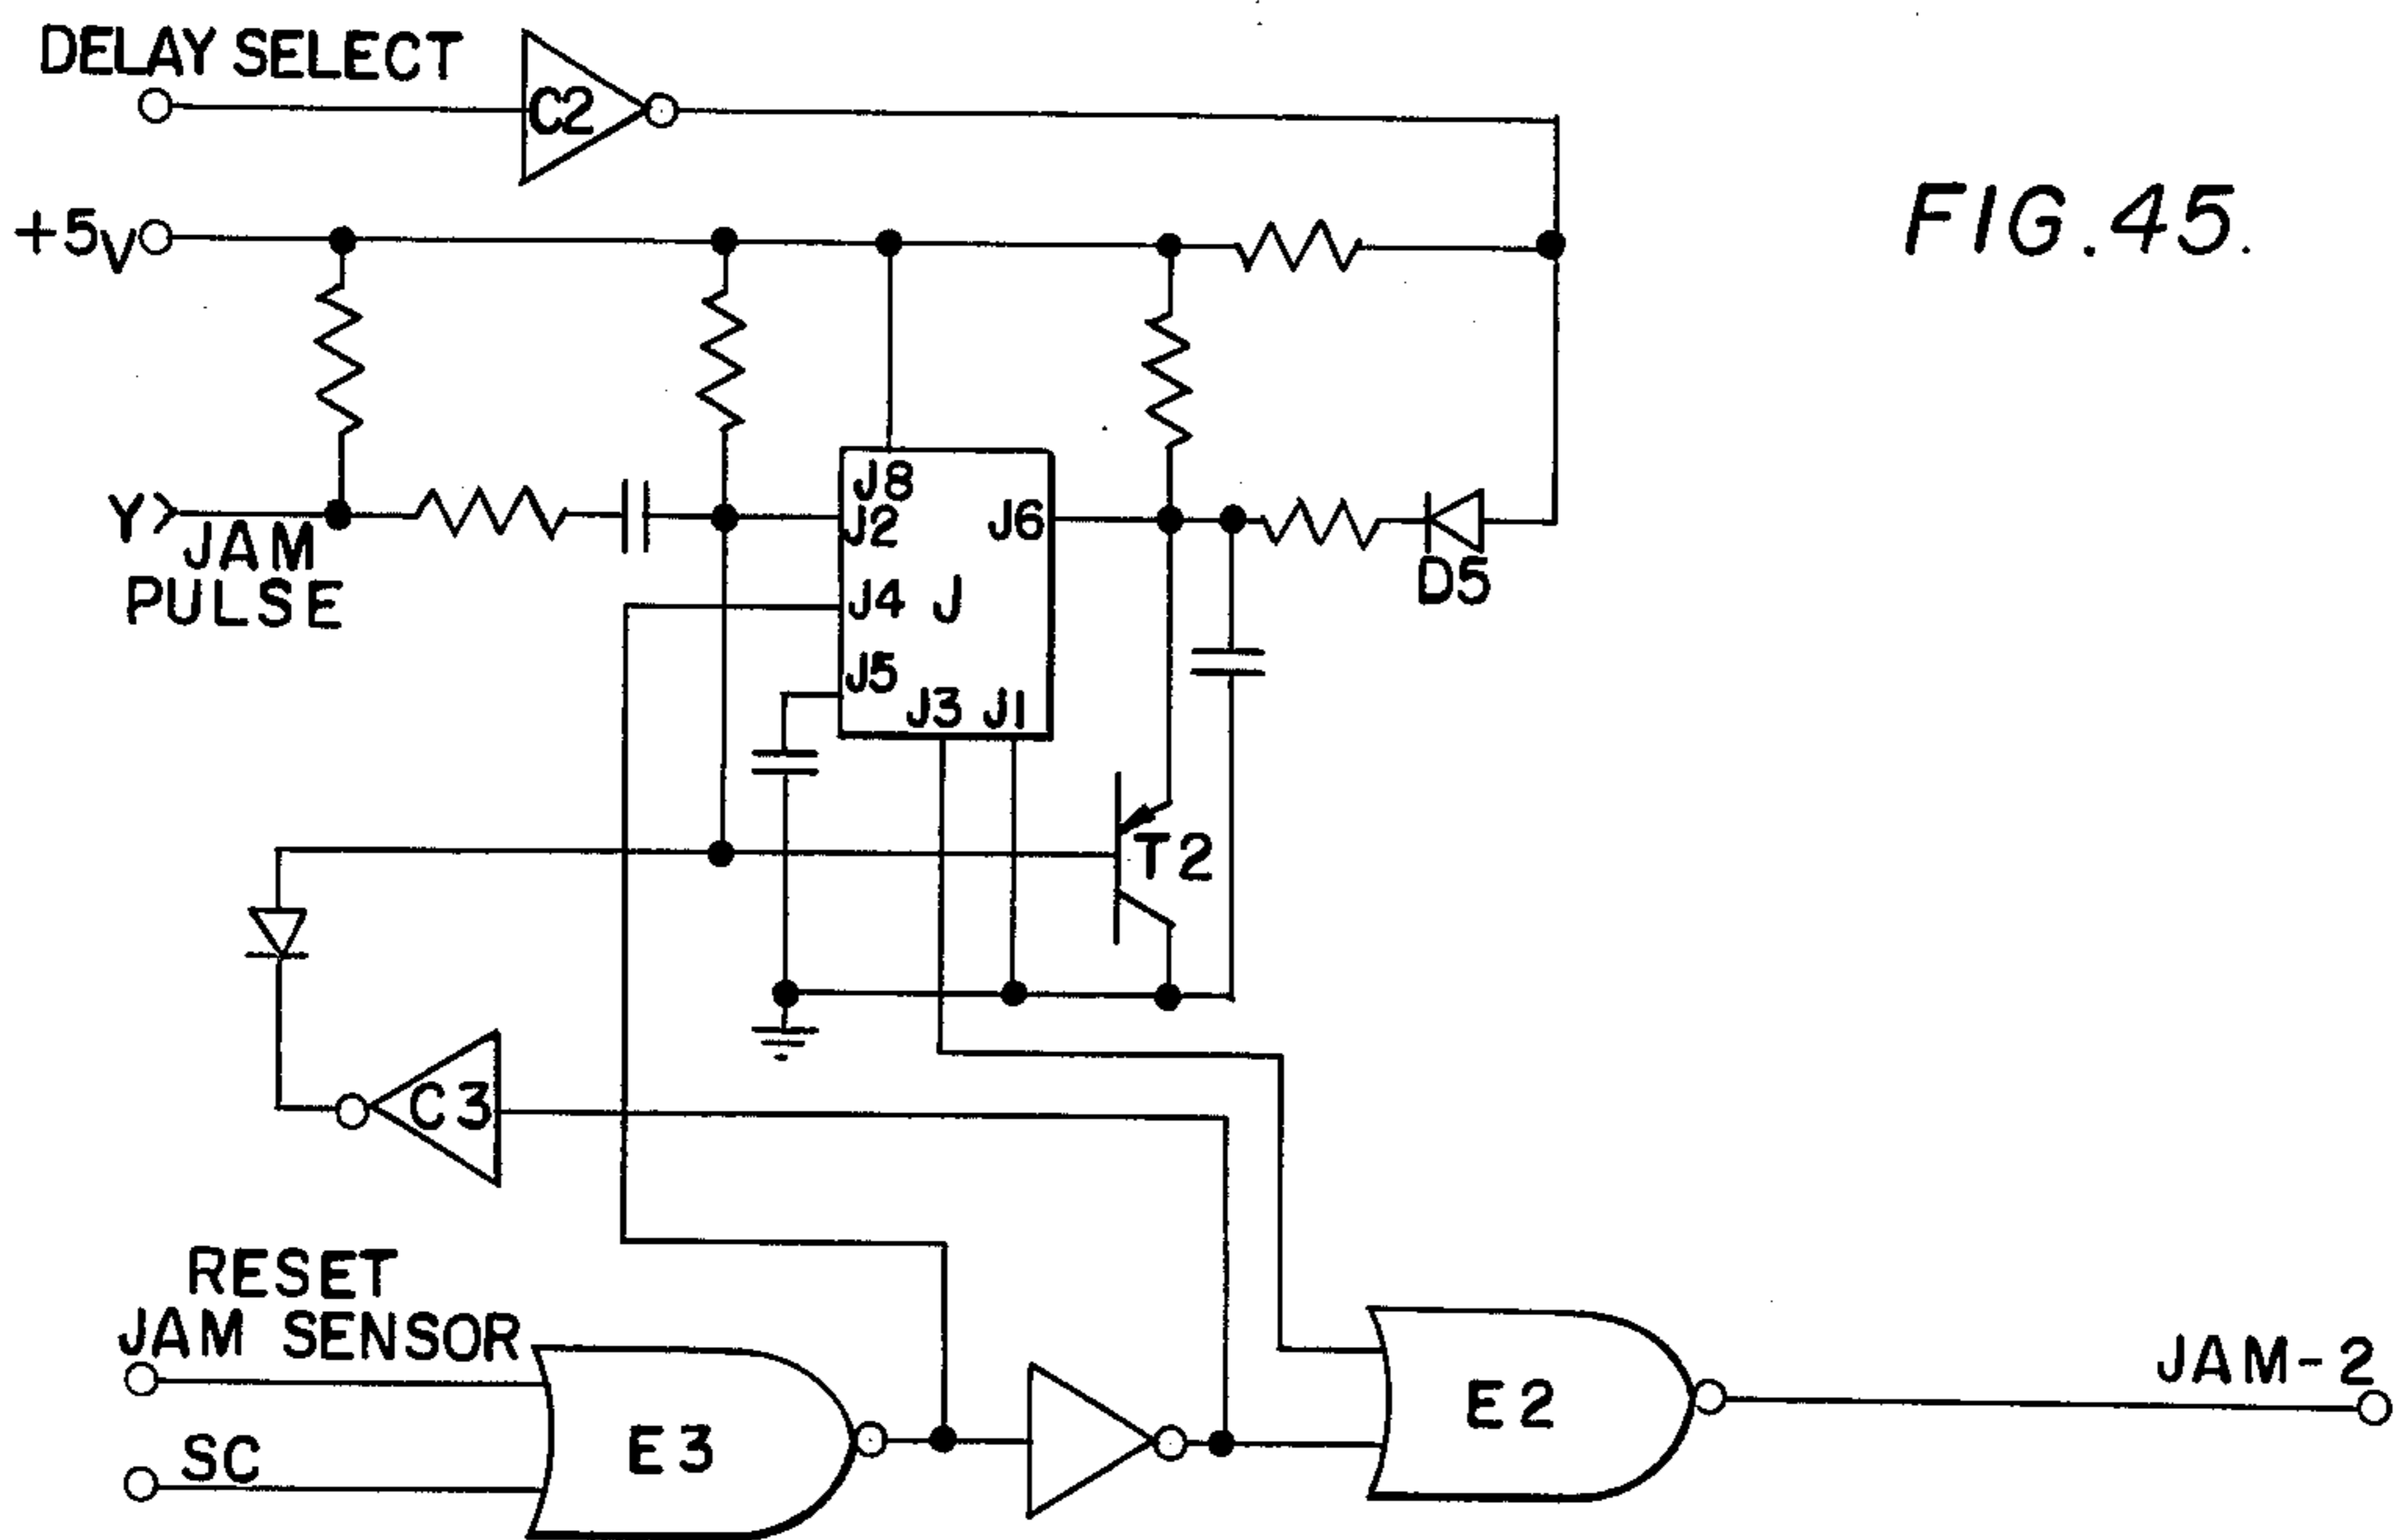 DELAY SELECT
C2
+5V
FIG.45.
Y
JAM
PULSE
J8
J2
J6
J4 J
J5
J3 J1
D5
T2
C3
RESET
JAM SENSOR
SC
E3
E2
JAM-2